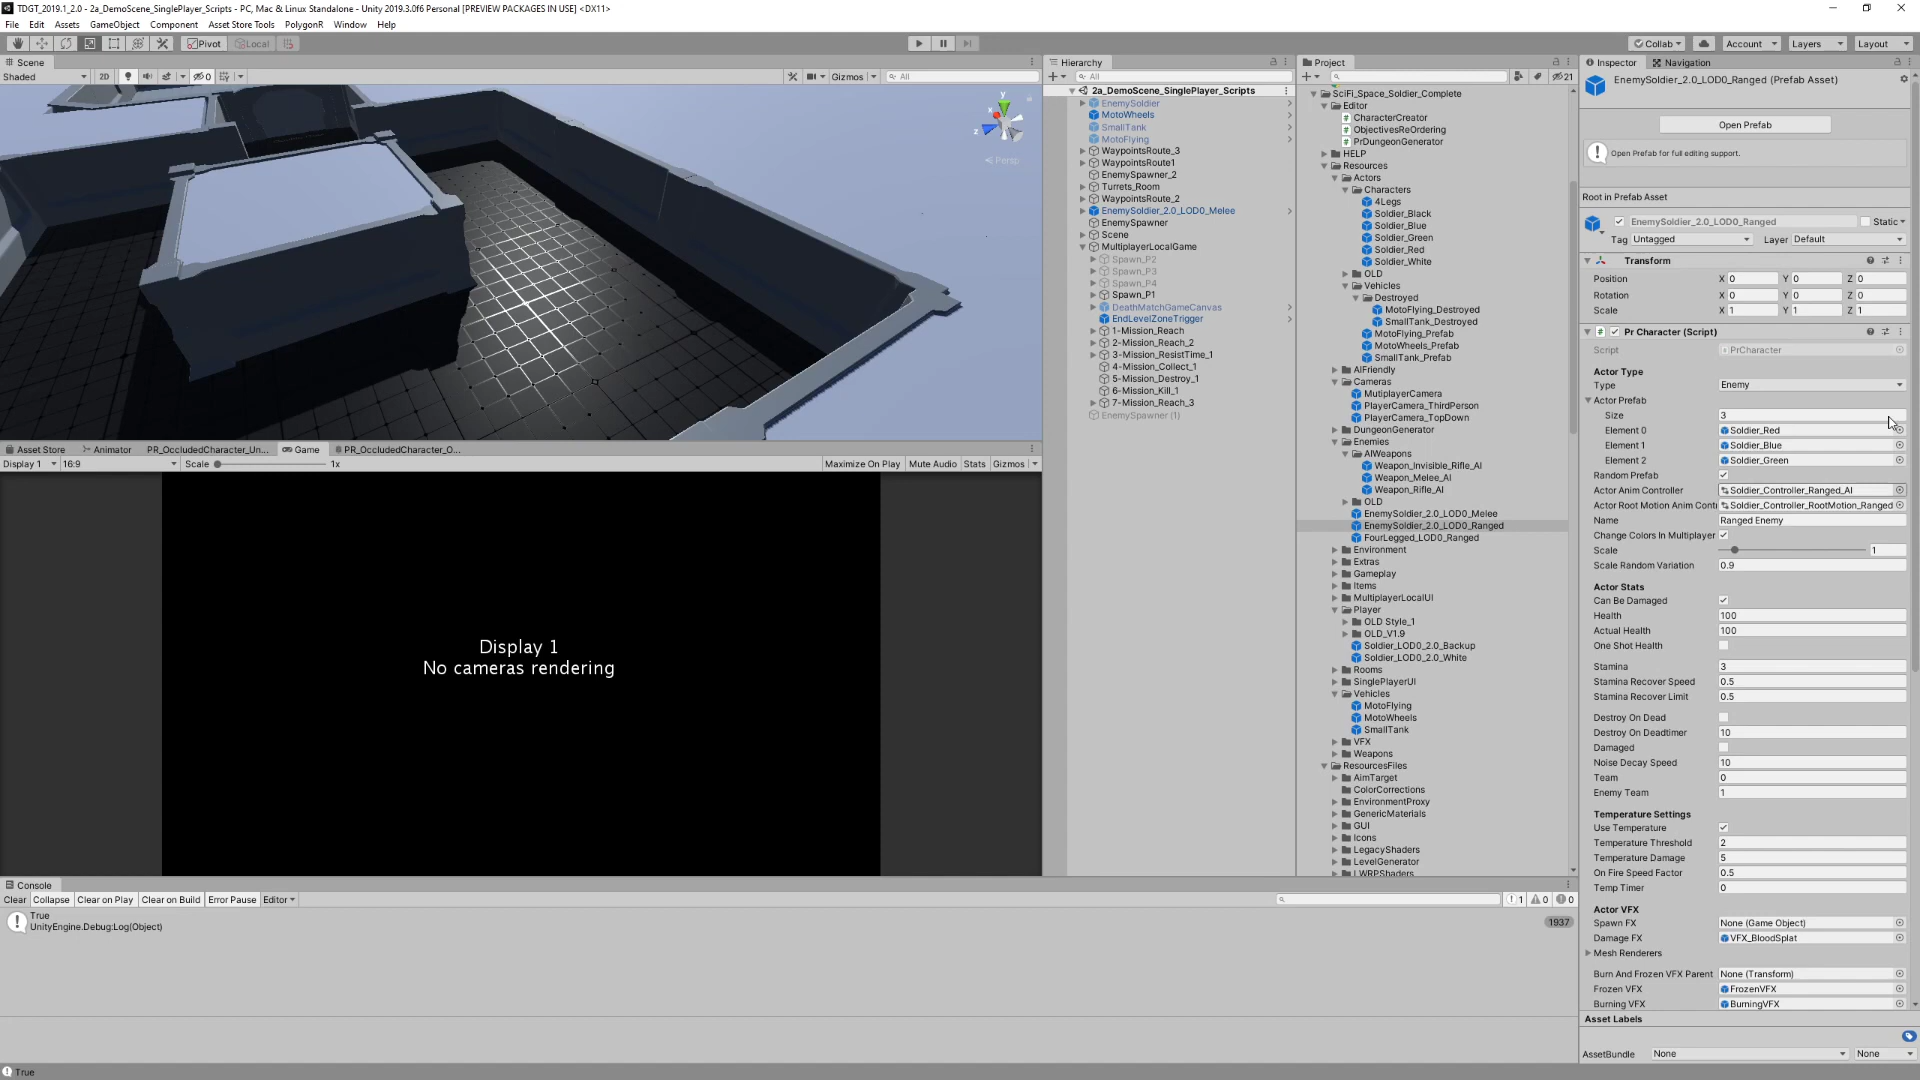 TDGT_2019.1_2.0 - 2a_DemoScene_SinglePlayer_Scripts - PC, Mac & Linux Standalone - Unity 2019.3.0f6 Personal [PREVIEW PACKAGES IN USE] <DX11>
File Edit Assets GameObject Component Asset Store Tools PolygonR Window Help
Pivot Local Collab Account Layers Layout
Scene
Shaded 2D 0 Gizmos All
y
x
z
Persp
Asset Store Animator PR_OccludedCharacter_Un... Game PR_OccludedCharacter_O...
Display 1 16:9 Scale 1x Maximize On Play Mute Audio Stats Gizmos
Display 1
No cameras rendering
Console
Clear Collapse Clear on Play Clear on Build Error Pause Editor 1 0 0
True
UnityEngine.Debug:Log(Object)
1937
True
Hierarchy
All
2a_DemoScene_SinglePlayer_Scripts
EnemySoldier
MotoWheels
SmallTank
MotoFlying
WaypointsRoute_3
WaypointsRoute1
EnemySpawner_2
Turrets_Room
WaypointsRoute_2
EnemySoldier_2.0_LOD0_Melee
EnemySpawner
Scene
MultiplayerLocalGame
Spawn_P2
Spawn_P3
Spawn_P4
Spawn_P1
DeathMatchGameCanvas
EndLevelZoneTrigger
1-Mission_Reach
2-Mission_Reach_2
3-Mission_ResistTime_1
4-Mission_Collect_1
5-Mission_Destroy_1
6-Mission_Kill_1
7-Mission_Reach_3
EnemySpawner (1)
Project
21
SciFi_Space_Soldier_Complete
Editor
CharacterCreator
ObjectivesReOrdering
PrDungeonGenerator
HELP
Resources
Actors
Characters
4Legs
Soldier_Black
Soldier_Blue
Soldier_Green
Soldier_Red
Soldier_White
OLD
Vehicles
Destroyed
MotoFlying_Destroyed
SmallTank_Destroyed
MotoFlying_Prefab
MotoWheels_Prefab
SmallTank_Prefab
AIFriendly
Cameras
MutiplayerCamera
PlayerCamera_ThirdPerson
PlayerCamera_TopDown
DungeonGenerator
Enemies
AIWeapons
Weapon_Invisible_Rifle_AI
Weapon_Melee_AI
Weapon_Rifle_AI
OLD
EnemySoldier_2.0_LOD0_Melee
EnemySoldier_2.0_LOD0_Ranged
FourLegged_LOD0_Ranged
Environment
Extras
Gameplay
Items
MultiplayerLocalUI
Player
OLD Style_1
OLD_V1.9
Soldier_LOD0_2.0_Backup
Soldier_LOD0_2.0_White
Rooms
SinglePlayerUI
Vehicles
MotoFlying
MotoWheels
SmallTank
VFX
Weapons
ResourcesFiles
AimTarget
ColorCorrections
EnvironmentProxy
GenericMaterials
GUI
Icons
LegacyShaders
LevelGenerator
LWRPShaders
Inspector Navigation
EnemySoldier_2.0_LOD0_Ranged (Prefab Asset)
Open Prefab
Open Prefab for full editing support.
Root in Prefab Asset
EnemySoldier_2.0_LOD0_Ranged Static
Tag Untagged Layer Default
Transform
Position X 0 Y 0 Z 0
Rotation X 0 Y 0 Z 0
Scale X 1 Y 1 Z 1
Pr Character (Script)
Script PrCharacter
Actor Type
Type Enemy
Actor Prefab
Size 3
Element 0 Soldier_Red
Element 1 Soldier_Blue
Element 2 Soldier_Green
Random Prefab
Actor Anim Controller Soldier_Controller_Ranged_AI
Actor Root Motion Anim Contr Soldier_Controller_RootMotion_Ranged
Name Ranged Enemy
Change Colors In Multiplayer
Scale 1
Scale Random Variation 0.9
Actor Stats
Can Be Damaged
Health 100
Actual Health 100
One Shot Health
Stamina 3
Stamina Recover Speed 0.5
Stamina Recover Limit 0.5
Destroy On Dead
Destroy On Deadtimer 10
Damaged
Noise Decay Speed 10
Team 0
Enemy Team 1
Temperature Settings
Use Temperature
Temperature Threshold 2
Temperature Damage 5
On Fire Speed Factor 0.5
Temp Timer 0
Actor VFX
Spawn FX None (Game Object)
Damage FX VFX_BloodSplat
Mesh Renderers
Burn And Frozen VFX Parent None (Transform)
Frozen VFX FrozenVFX
Burning VFX BurningVFX
Asset Labels
AssetBundle None None